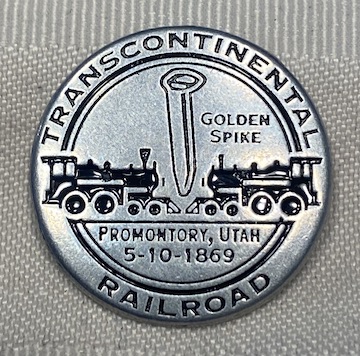 TRANSCONTINENTAL
GOLDEN
SPIKE
PROMONTORY, UTAH
5-10-1869
RAILROAD